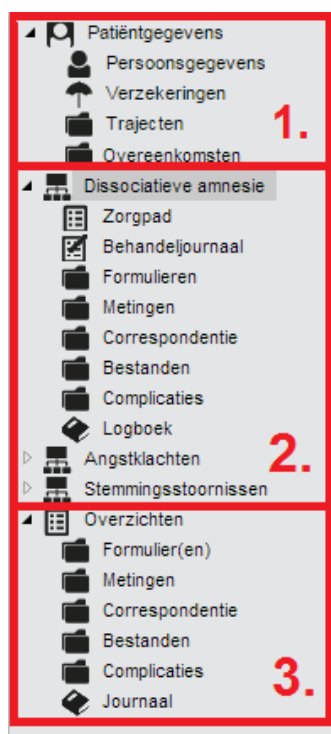 Patiëntgegevens
Persoonsgegevens
Verzekeringen
Trajecten
1.
Overeenkomsten
Dissociatieve amnesie
Zorgpad
Behandeljournaal
Formulieren
Metingen
Correspondentie
Bestanden
Complicaties
Logboek
Angstklachten
2.
Stemmingsstoornissen
Overzichten
Formulier(en)
Metingen
Correspondentie
Bestanden
Complicaties
3.
Journaal